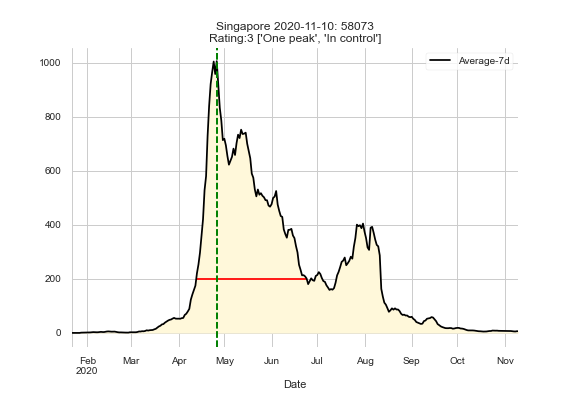 Singapore 2020-11-10: 58073
Rating:3 ['One peak', 'In control']
Average-7d
1000
800
600
400
200
0
Feb Mar Apr May Jun Jul Aug Sep Oct Nov
2020
Date